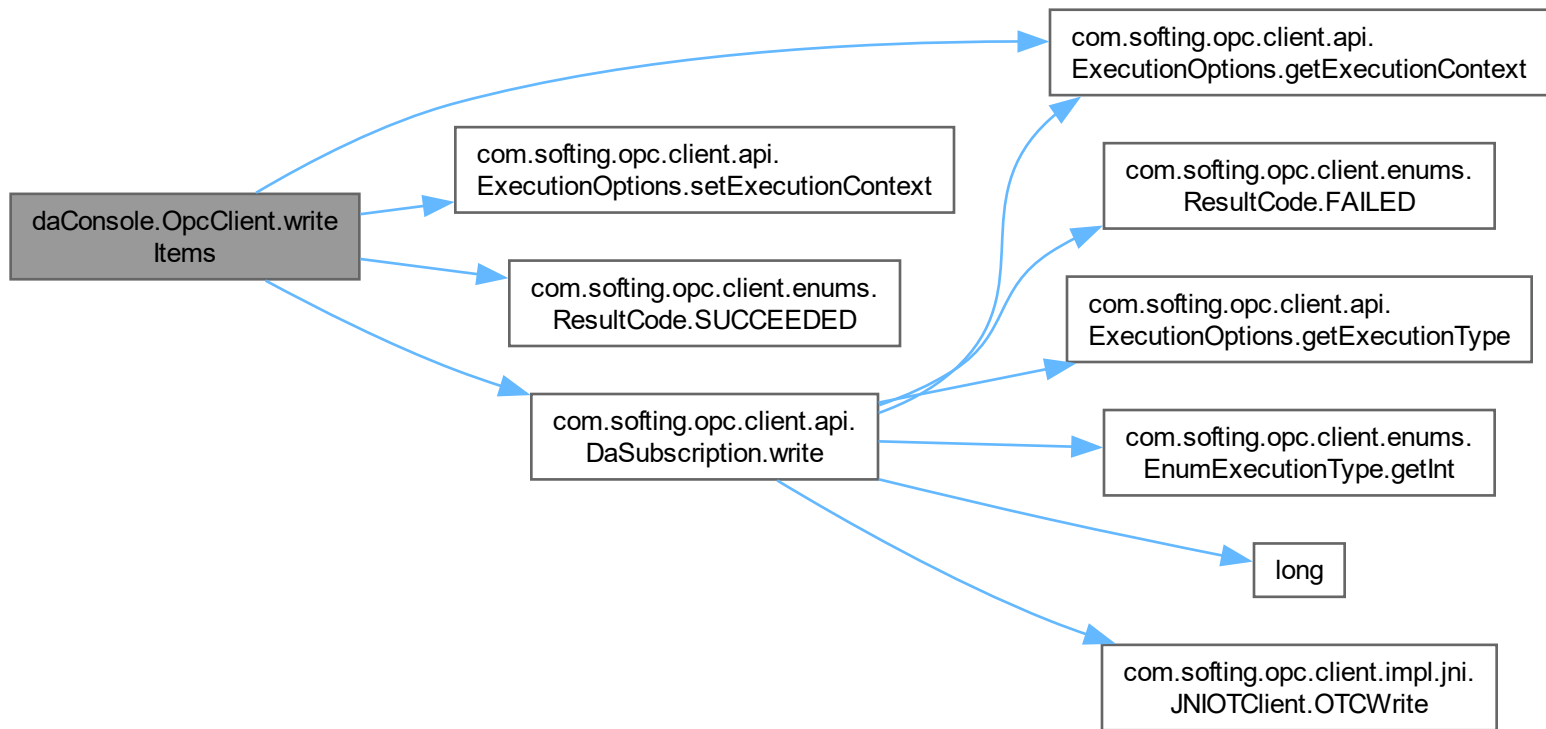 daConsole.OpcClient.write
Items
com.softing.opc.client.api.
ExecutionOptions.getExecutionContext
com.softing.opc.client.api.
ExecutionOptions.setExecutionContext
com.softing.opc.client.enums.
ResultCode.SUCCEEDED
com.softing.opc.client.api.
DaSubscription.write
com.softing.opc.client.enums.
ResultCode.FAILED
com.softing.opc.client.api.
ExecutionOptions.getExecutionType
com.softing.opc.client.enums.
EnumExecutionType.getInt
long
com.softing.opc.client.impl.jni.
JNIOTClient.OTCWrite